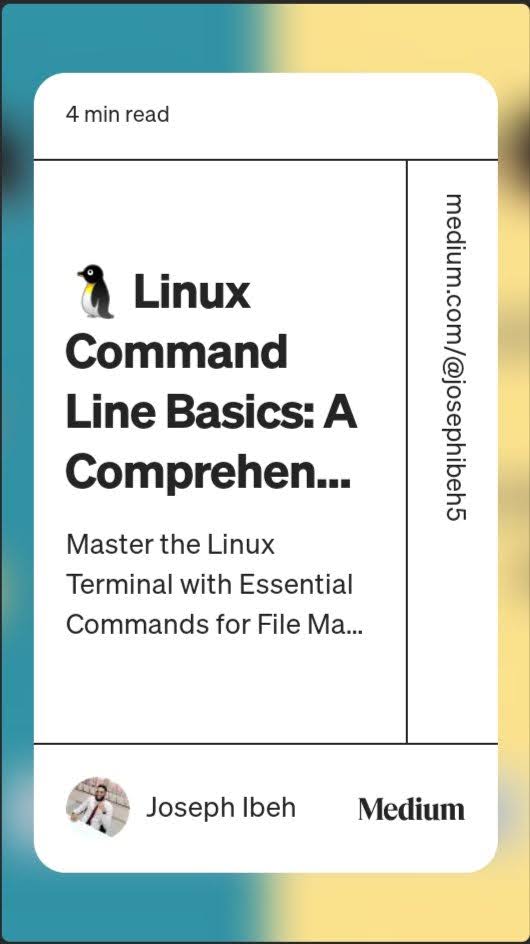 4 min read
🐧 Linux
Command
Line Basics: A
Comprehen...
Master the Linux
Terminal with Essential
Commands for File Ma...
medium.com/@josephibeh5
Joseph Ibeh
Medium